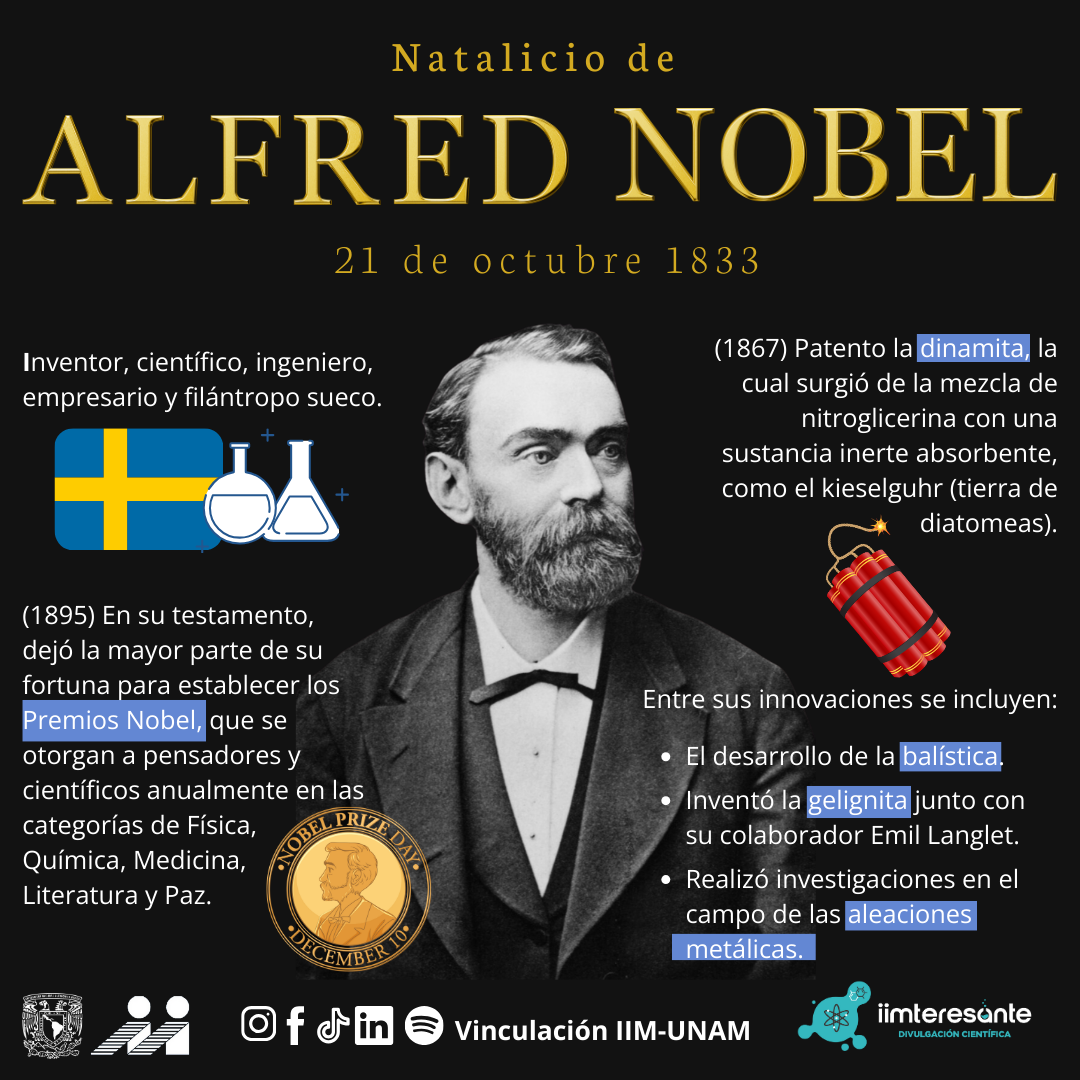 Natalicio de
ALFRED NOBEL
21 de octubre 1833
Inventor, científico, ingeniero,
empresario y filántropo sueco.
(1867) Patento la dinamita, la
cual surgió de la mezcla de
nitroglicerina con una
sustancia inerte absorbente,
como el kieselguhr (tierra de
diatomeas).
(1895) En su testamento,
dejó la mayor parte de su
fortuna para establecer los
Premios Nobel, que se
otorgan a pensadores y
científicos anualmente en las
categorías de Física,
Química, Medicina,
Literatura y Paz.
NOBEL PRIZE DAY
DECEMBER 10
Entre sus innovaciones se incluyen:
El desarrollo de la balística.
Inventó la gelignita junto con
su colaborador Emil Langlet.
Realizó investigaciones en el
campo de las aleaciones
metálicas.
in
Vinculación IIM-UNAM
iimteresante
DIVULGACIÓN CIENTÍFICA